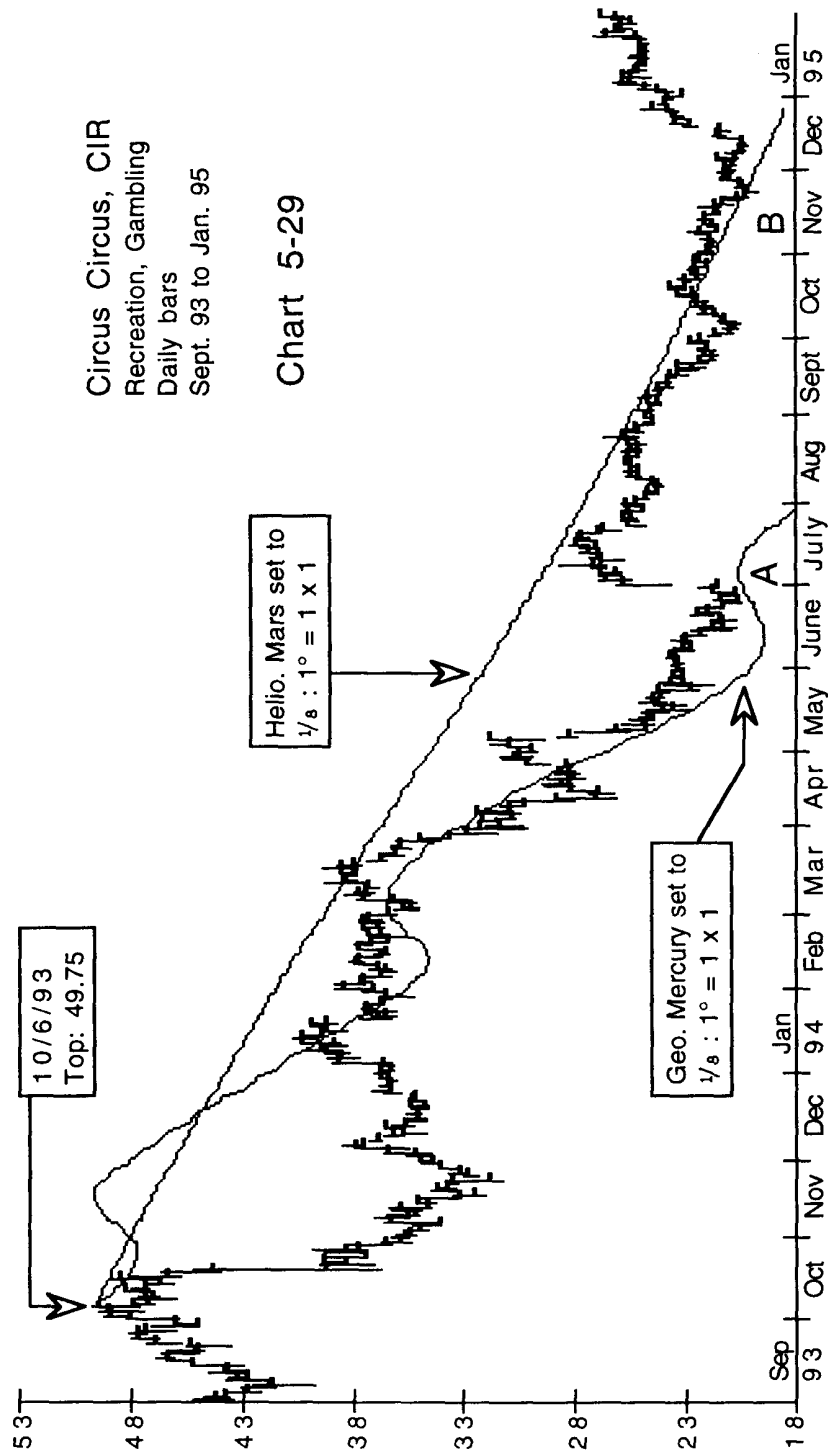 Circus Circus, CIR
Recreation, Gambling
Daily bars
Sept. 93 to Jan. 95
Chart 5-29
10/6/93
Top: 49.75
Helio. Mars set to
1/8 : 1° = 1 x 1
Geo. Mercury set to
1/8 : 1° = 1 x 1
A
B
53
48
43
38
33
28
23
18
Sep Oct Nov Dec Jan Feb Mar Apr May June July Aug Sept Oct Nov Dec Jan
93 94 95